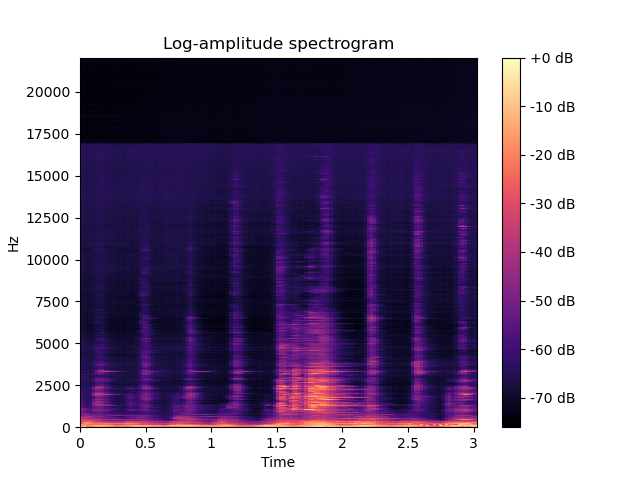 Log-amplitude spectrogram
+0 dB
20000
-10 dB
17500
-20 dB
15000
12500
-30 dB
Hz
10000
-40 dB
7500
-50 dB
5000
-60 dB
2500
-70 dB
0
0 0.5 1 1.5 2 2.5 3
Time